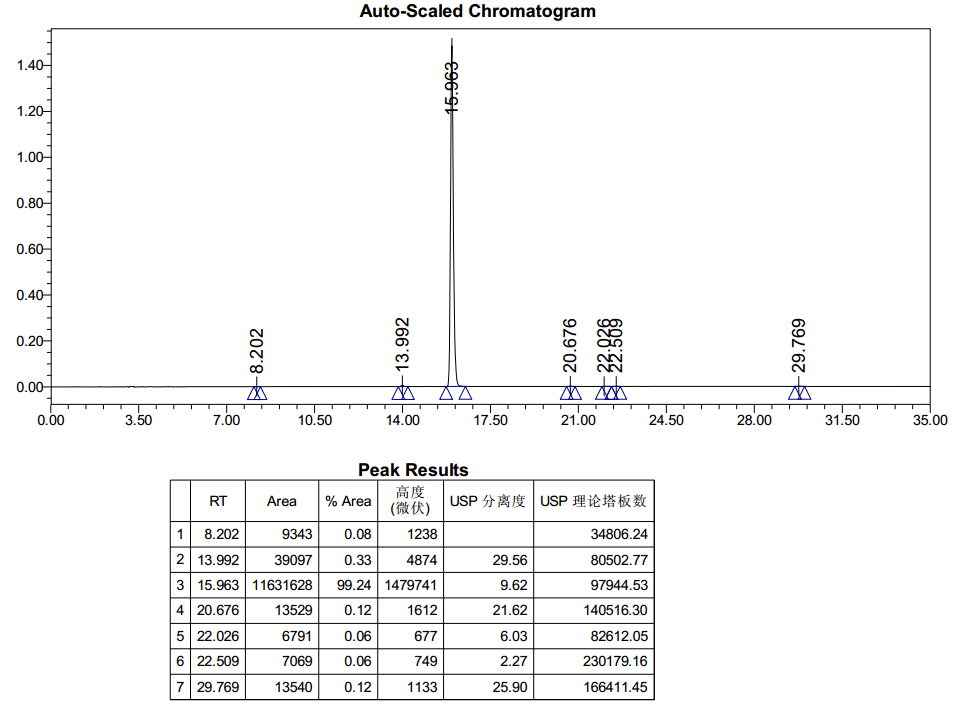 Auto-Scaled Chromatogram
1.40
1.20
1.00
0.80
0.60
0.40
0.20
0.00
15.963
8.202
13.992
20.676
22.026
22.509
29.769
0.00 3.50 7.00 10.50 14.00 17.50 21.00 24.50 28.00 31.50 35.00
Peak Results
RT Area % Area 高度 (微伏) USP 分离度 USP 理论塔板数
1 8.202 9343 0.08 1238 34806.24
2 13.992 39097 0.33 4874 29.56 80502.77
3 15.963 11631628 99.24 1479741 9.62 97944.53
4 20.676 13529 0.12 1612 21.62 140516.30
5 22.026 6791 0.06 677 6.03 82612.05
6 22.509 7069 0.06 749 2.27 230179.16
7 29.769 13540 0.12 1133 25.90 166411.45